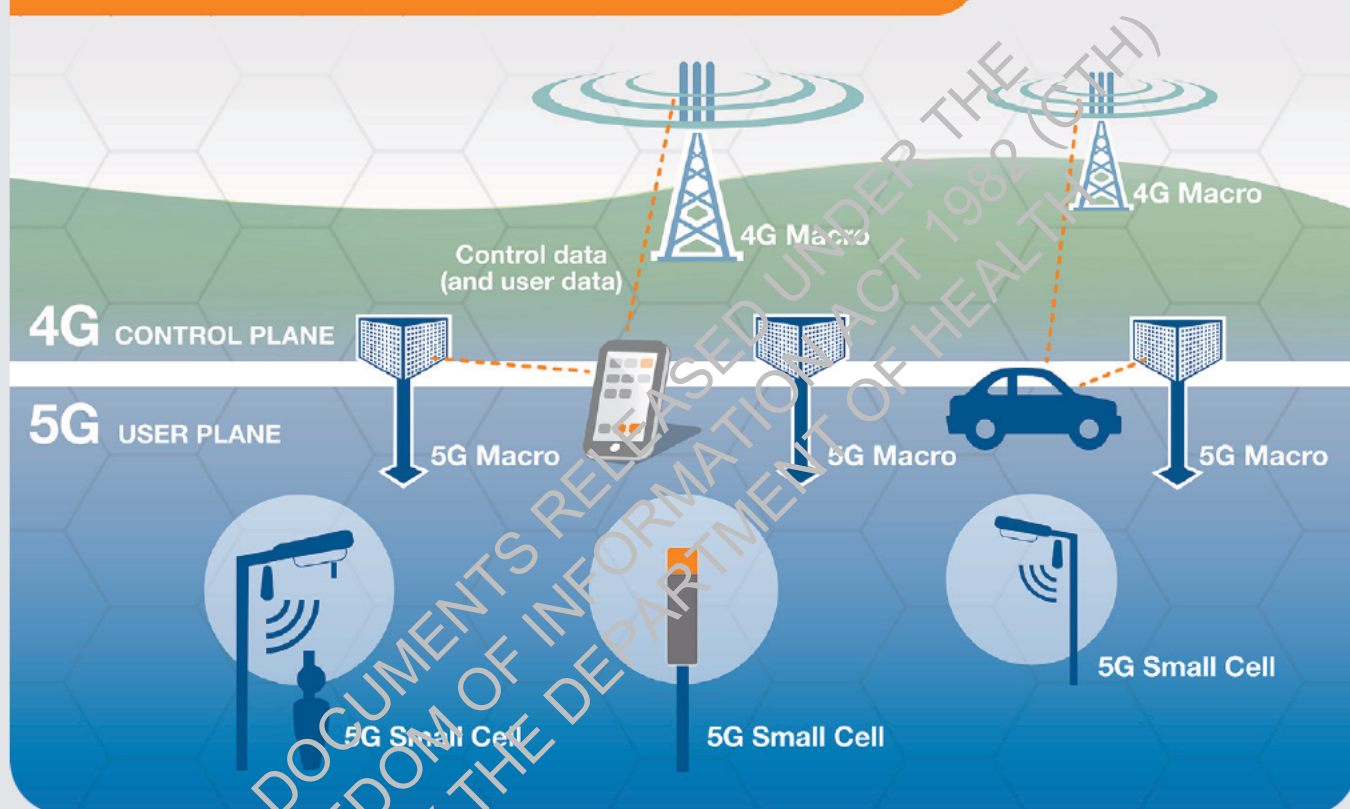 4G Macro
4G Macro
Control data
(and user data)
4G CONTROL PLANE
5G USER PLANE
5G Macro
5G Macro
5G Macro
5G Small Cell
5G Small Cell
5G Small Cell
DOCUMENTS RELEASED UNDER THE
EDOM OF INFORMATION ACT 1982 (CTH)
THE DEPARTMENT OF HEALTH